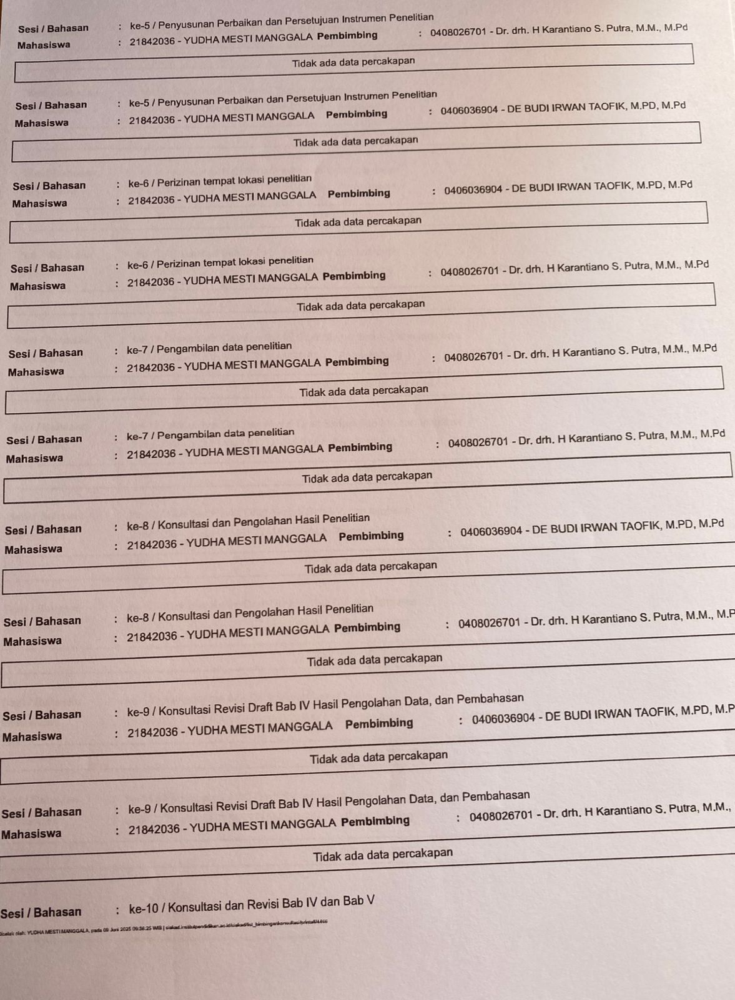 Sesi / Bahasan : ke-5 / Penyusunan Perbaikan dan Persetujuan Instrumen Penelitian
Mahasiswa : 21842036 - YUDHA MESTI MANGGALA Pembimbing : 0408026701 - Dr. drh. H Karantiano S. Putra, M.M., M.Pd
Tidak ada data percakapan
Sesi / Bahasan : ke-5 / Penyusunan Perbaikan dan Persetujuan Instrumen Penelitian
Mahasiswa : 21842036 - YUDHA MESTI MANGGALA Pembimbing : 0406036904 - DE BUDI IRWAN TAOFIK, M.PD, M.Pd
Tidak ada data percakapan
Sesi / Bahasan : ke-6 / Perizinan tempat lokasi penelitian
Mahasiswa : 21842036 - YUDHA MESTI MANGGALA Pembimbing : 0406036904 - DE BUDI IRWAN TAOFIK, M.PD, M.Pd
Tidak ada data percakapan
Sesi / Bahasan : ke-6 / Perizinan tempat lokasi penelitian
Mahasiswa : 21842036 - YUDHA MESTI MANGGALA Pembimbing : 0408026701 - Dr. drh. H Karantiano S. Putra, M.M., M.Pd
Tidak ada data percakapan
Sesi / Bahasan : ke-7 / Pengambilan data penelitian
Mahasiswa : 21842036 - YUDHA MESTI MANGGALA Pembimbing : 0408026701 - Dr. drh. H Karantiano S. Putra, M.M., M.Pd
Tidak ada data percakapan
Sesi / Bahasan : ke-7 / Pengambilan data penelitian
Mahasiswa : 21842036 - YUDHA MESTI MANGGALA Pembimbing : 0408026701 - Dr. drh. H Karantiano S. Putra, M.M., M.Pd
Tidak ada data percakapan
Sesi / Bahasan : ke-8 / Konsultasi dan Pengolahan Hasil Penelitian
Mahasiswa : 21842036 - YUDHA MESTI MANGGALA Pembimbing : 0406036904 - DE BUDI IRWAN TAOFIK, M.PD, M.Pd
Tidak ada data percakapan
Sesi / Bahasan : ke-8 / Konsultasi dan Pengolahan Hasil Penelitian
Mahasiswa : 21842036 - YUDHA MESTI MANGGALA Pembimbing : 0408026701 - Dr. drh. H Karantiano S. Putra, M.M., M.P
Tidak ada data percakapan
Sesi / Bahasan : ke-9 / Konsultasi Revisi Draft Bab IV Hasil Pengolahan Data, dan Pembahasan
Mahasiswa : 21842036 - YUDHA MESTI MANGGALA Pembimbing : 0406036904 - DE BUDI IRWAN TAOFIK, M.PD, M.P
Tidak ada data percakapan
Sesi / Bahasan : ke-9 / Konsultasi Revisi Draft Bab IV Hasil Pengolahan Data, dan Pembahasan
Mahasiswa : 21842036 - YUDHA MESTI MANGGALA Pembimbing : 0408026701 - Dr. drh. H Karantiano S. Putra, M.M.,
Tidak ada data percakapan
Sesi / Bahasan : ke-10 / Konsultasi dan Revisi Bab IV dan Bab V
Dicetak oleh: YUDHA MESTI MANGGALA, pada 09 Juni 2025 09:36:25 WIB |